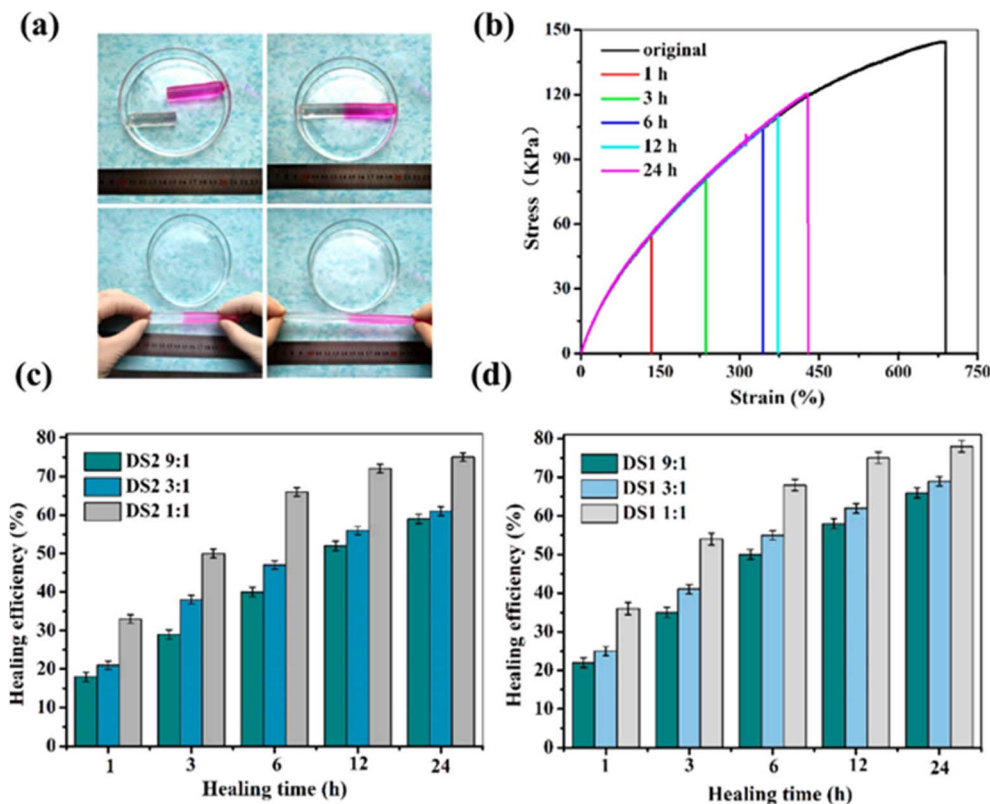 (a)
(b)
150
120
90
60
30
0
Stress (KPa)
original
1 h
3 h
6 h
12 h
24 h
0 150 300 450 600 750
Strain (%)
(c)
80
70
60
50
40
30
20
10
0
Healing efficiency (%)
DS2 9:1
DS2 3:1
DS2 1:1
1 3 6 12 24
Healing time (h)
(d)
80
70
60
50
40
30
20
10
0
Healing efficiency (%)
DS1 9:1
DS1 3:1
DS1 1:1
1 3 6 12 24
Healing time (h)